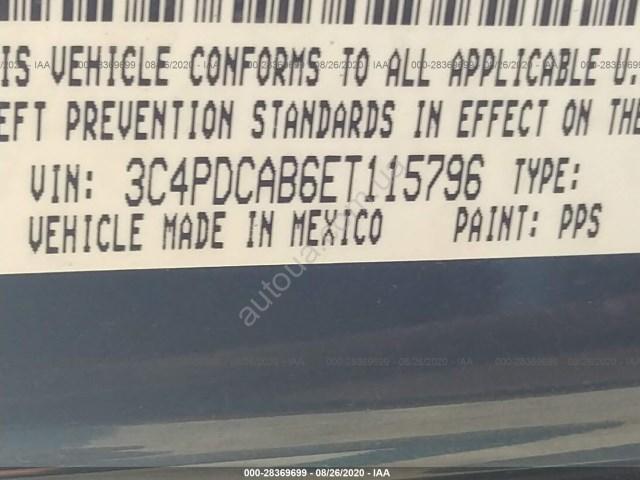 IS VEHICLE CONFORMS TO ALL APPLICABLE U.
EFT PREVENTION STANDARDS IN EFFECT ON THE
VIN: 3C4PDCAB6ET115796 TYPE:
VEHICLE MADE IN MEXICO PAINT: PPS
autoua
000-28369699 - 08/26/2020 - IAA